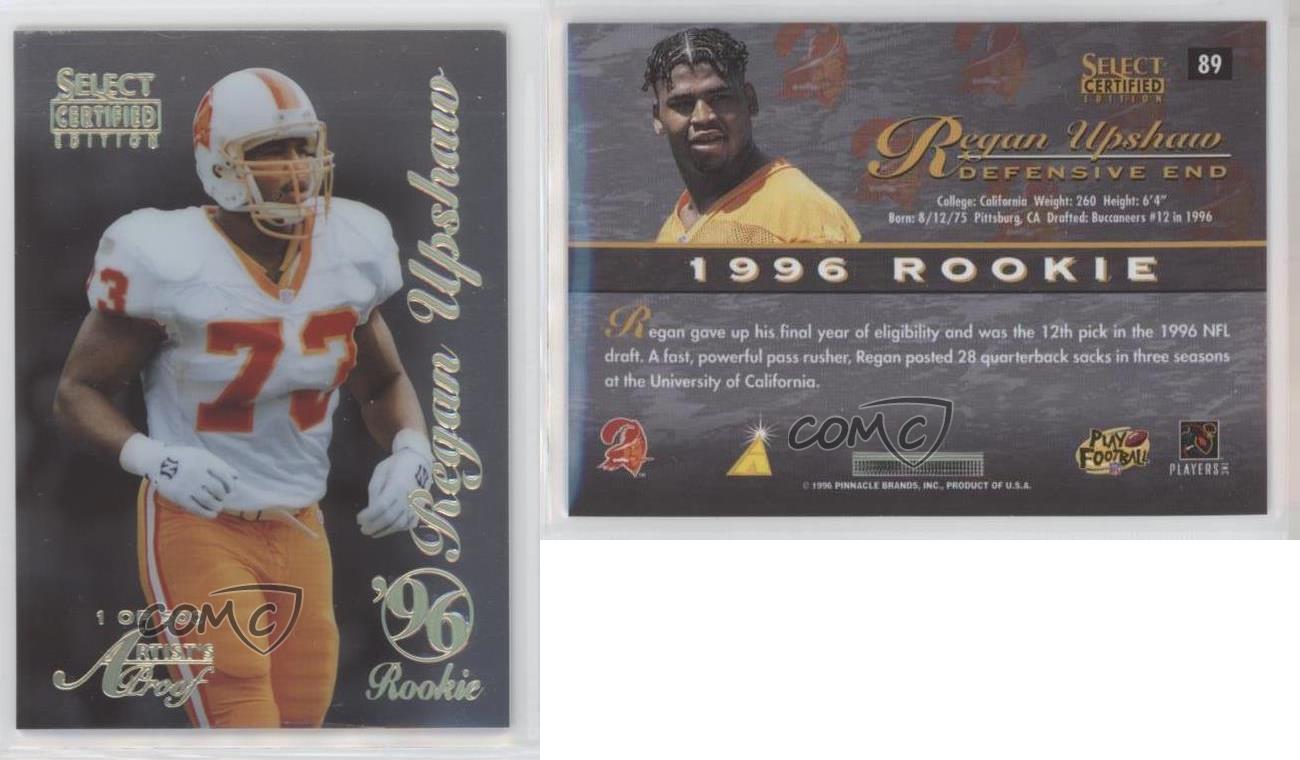 SELECT
CERTIFIED
EDITION
73
73
Regan Upshaw
1 OF
ARTIST'S
Proof
COMC
'96
Rookie
SELECT
CERTIFIED
EDITION
89
Regan Upshaw
DEFENSIVE END
College: California Weight: 260 Height: 6'4"
Born: 8/12/75 Pittsburg, CA Drafted: Buccaneers #12 in 1996
1996 ROOKIE
Regan gave up his final year of eligibility and was the 12th pick in the 1996 NFL
draft. A fast, powerful pass rusher, Regan posted 28 quarterback sacks in three seasons
at the University of California.
COMC
PLAY
FOOTBALL
PLAYERS INC
© 1996 PINNACLE BRANDS, INC., PRODUCT OF U.S.A.